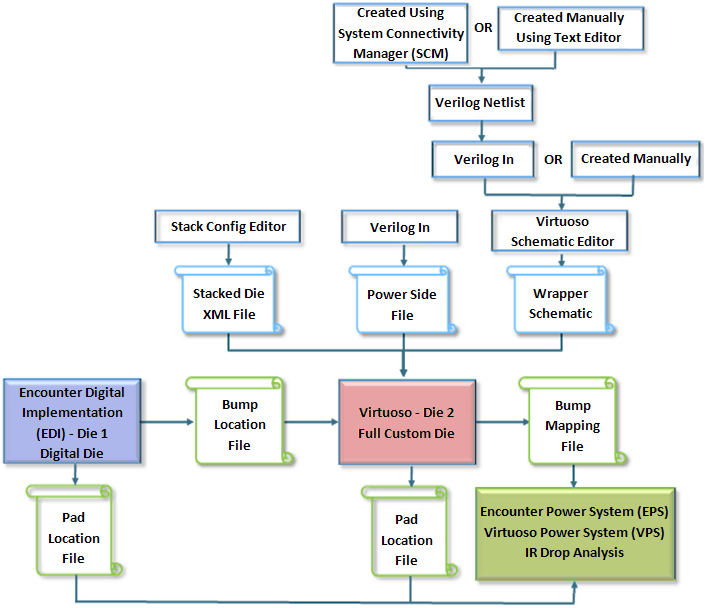 Created Using
System Connectivity
Manager (SCM)
OR
Created Manually
Using Text Editor
Verilog Netlist
Verilog In
OR
Created Manually
Stack Config Editor
Verilog In
Virtuoso
Schematic Editor
Stacked Die
XML File
Power Side
File
Wrapper
Schematic
Encounter Digital
Implementation
(EDI) - Die 1
Digital Die
Bump
Location
File
Virtuoso - Die 2
Full Custom Die
Bump
Mapping
File
Pad
Location
File
Pad
Location
File
Encounter Power System (EPS)
Virtuoso Power System (VPS)
IR Drop Analysis